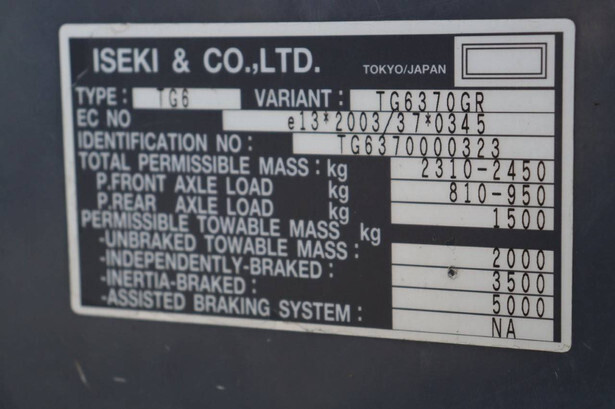 ISEKI & CO.,LTD. TOKYO/JAPAN
TYPE: TG6 VARIANT: TG6370GR
EC NO e13*2003/37*0345
IDENTIFICATION NO: TG6370000323
TOTAL PERMISSIBLE MASS: kg 2310-2450
P.FRONT AXLE LOAD kg 810-950
P.REAR AXLE LOAD kg 1500
PERMISSIBLE TOWABLE MASS kg
-UNBRAKED TOWABLE MASS: 2000
-INDEPENDENTLY-BRAKED: 3500
-INERTIA-BRAKED: 5000
-ASSISTED BRAKING SYSTEM: NA